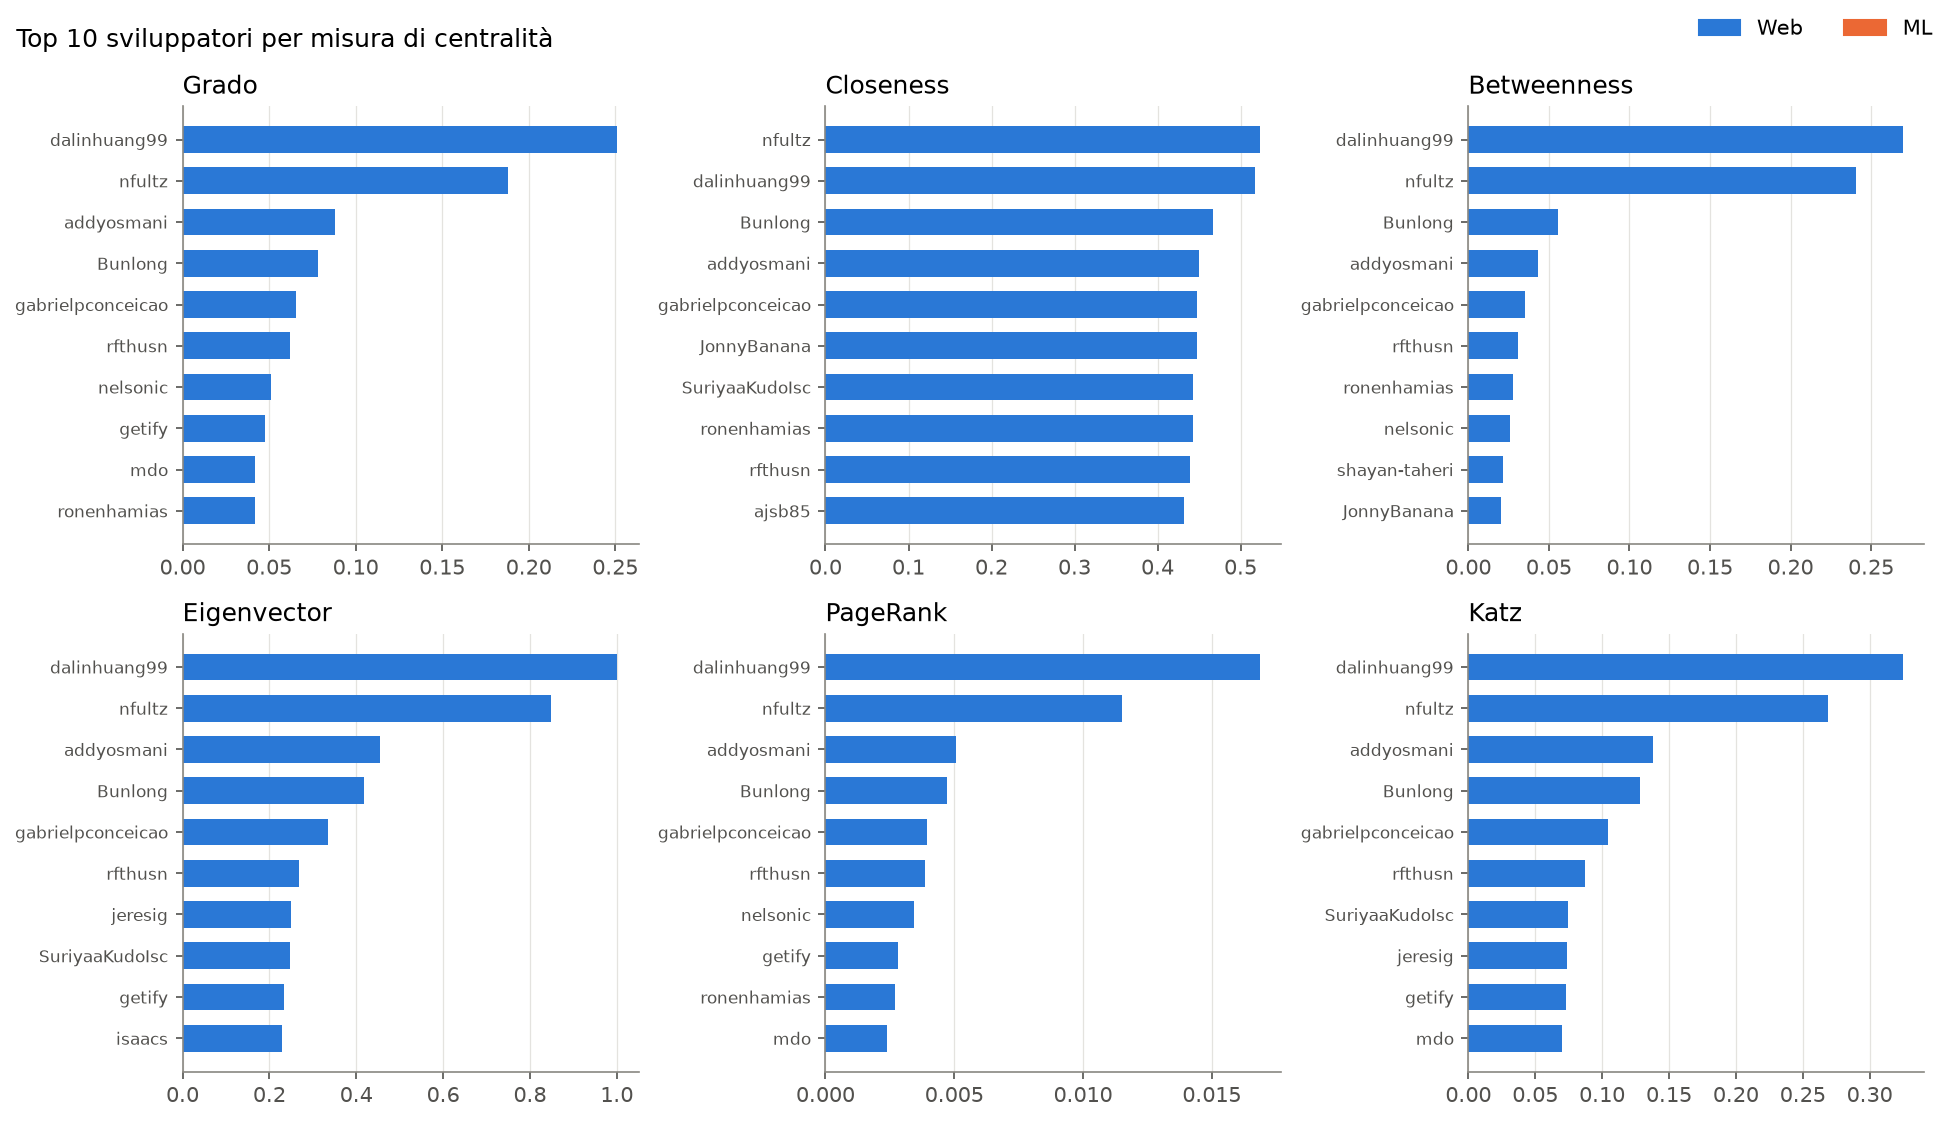 Top 10 sviluppatori per misura di centralità
Web
ML
Grado
dalinhuang99
nfultz
addyosmani
Bunlong
gabrielpconceicao
rfthusn
nelsonic
getify
mdo
ronenhamias
0.00 0.05 0.10 0.15 0.20 0.25
Closeness
nfultz
dalinhuang99
Bunlong
addyosmani
gabrielpconceicao
JonnyBanana
SuriyaaKudoIsc
ronenhamias
rfthusn
ajsb85
0.0 0.1 0.2 0.3 0.4 0.5
Betweenness
dalinhuang99
nfultz
Bunlong
addyosmani
gabrielpconceicao
rfthusn
ronenhamias
nelsonic
shayan-taheri
JonnyBanana
0.00 0.05 0.10 0.15 0.20 0.25
Eigenvector
dalinhuang99
nfultz
addyosmani
Bunlong
gabrielpconceicao
rfthusn
jeresig
SuriyaaKudoIsc
getify
isaacs
0.0 0.2 0.4 0.6 0.8 1.0
PageRank
dalinhuang99
nfultz
addyosmani
Bunlong
gabrielpconceicao
rfthusn
nelsonic
getify
ronenhamias
mdo
0.000 0.005 0.010 0.015
Katz
dalinhuang99
nfultz
addyosmani
Bunlong
gabrielpconceicao
rfthusn
SuriyaaKudoIsc
jeresig
getify
mdo
0.00 0.05 0.10 0.15 0.20 0.25 0.30